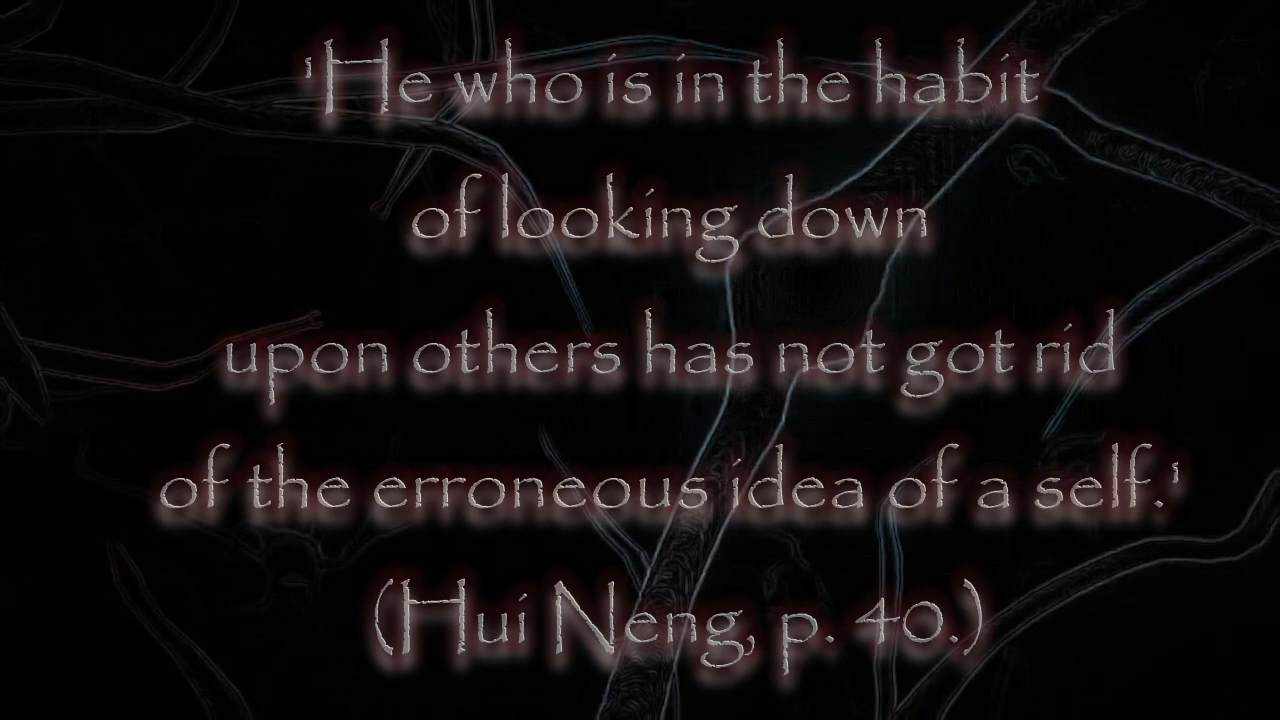 'He who is in the habit
of looking down
upon others has not got rid
of the erroneous idea of a self.'
(Hui Neng, p. 40.)